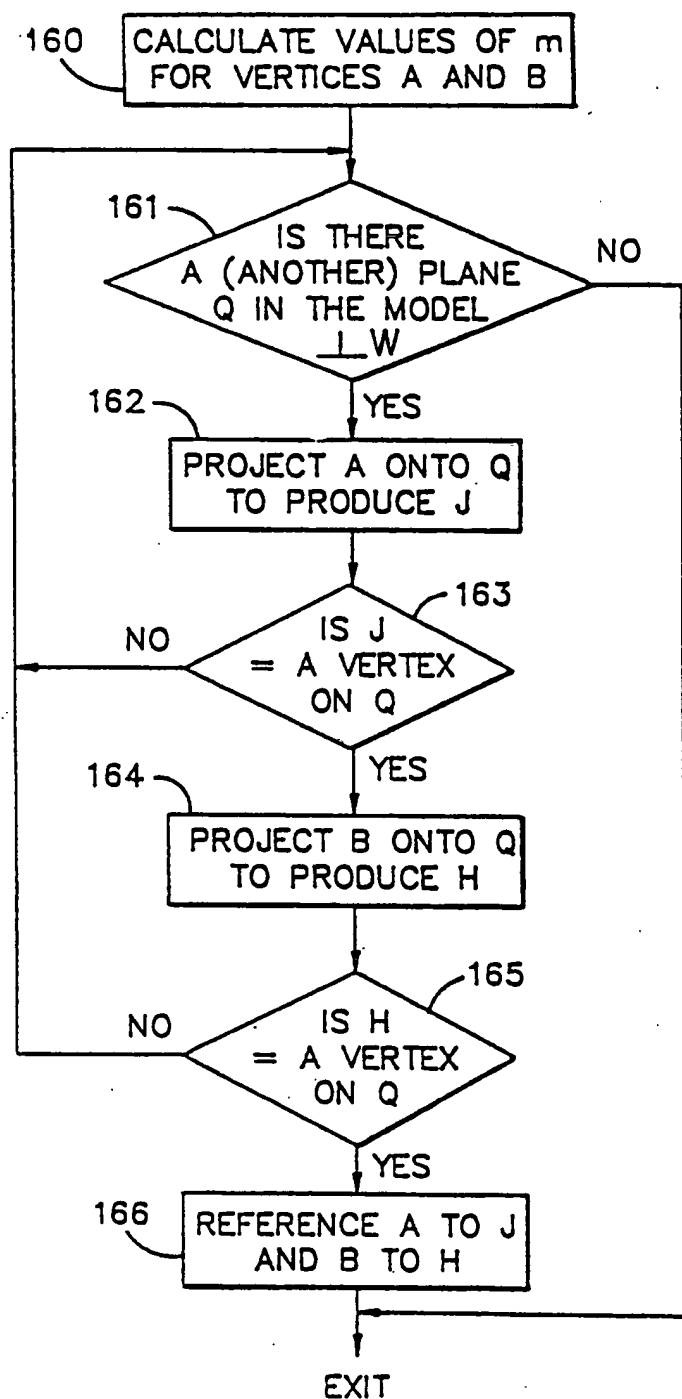 160
CALCULATE VALUES OF m
FOR VERTICES A AND B
161
IS THERE
A (ANOTHER) PLANE
Q IN THE MODEL
⊥ W
NO
YES
162
PROJECT A ONTO Q
TO PRODUCE J
163
IS J
= A VERTEX
ON Q
NO
YES
164
PROJECT B ONTO Q
TO PRODUCE H
165
IS H
= A VERTEX
ON Q
NO
YES
166
REFERENCE A TO J
AND B TO H
EXIT